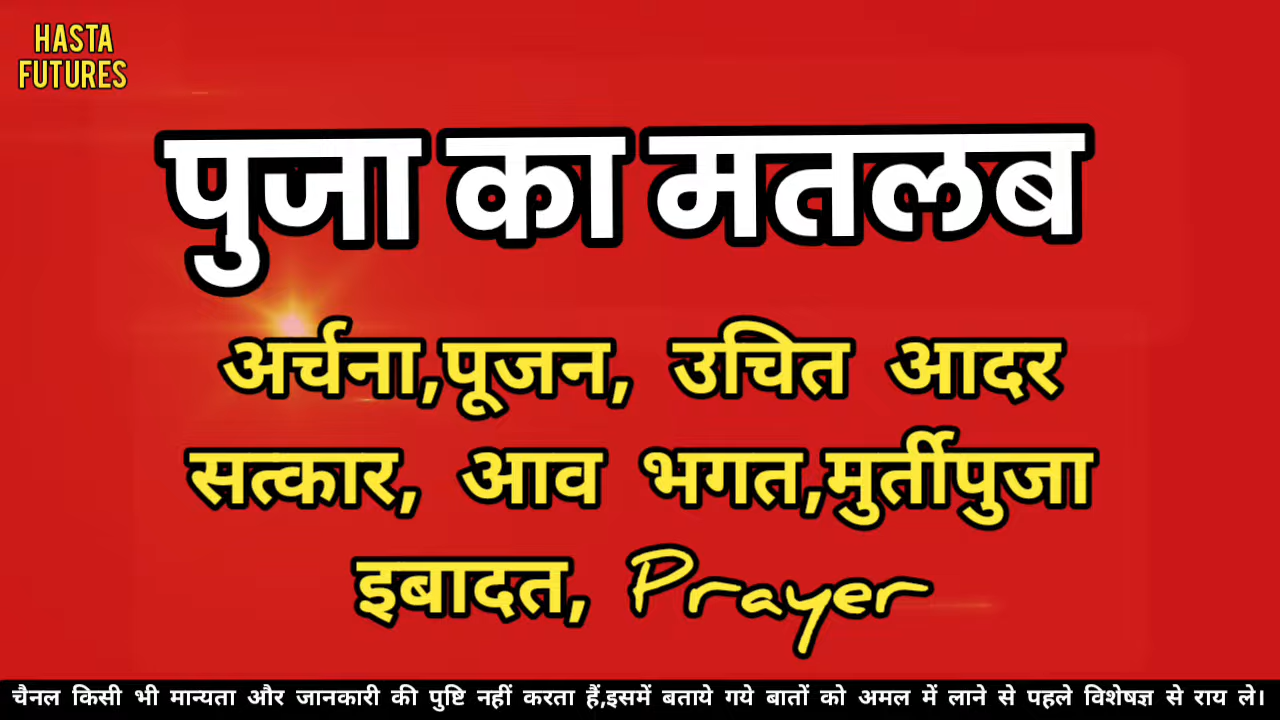 HASTA
FUTURES
पुजा का मतलब
अर्चना,पूजन, उचित आदर
सत्कार, आव भगत,मुर्तीपुजा
इबादत, Prayer
चैनल किसी भी मान्यता और जानकारी की पुष्टि नहीं करता हैं,इसमें बताये गये बातों को अमल में लाने से पहले विशेषज्ञ से राय ले।